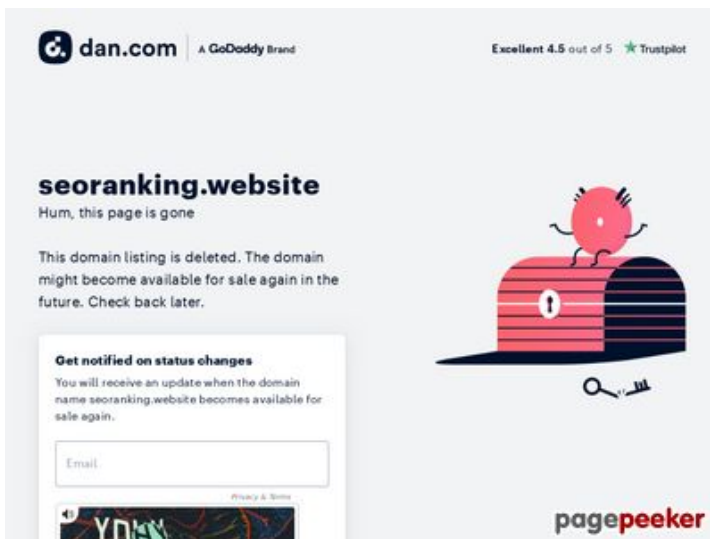 dan.com A GoDaddy Brand
Excellent 4.5 out of 5 Trustpilot
seoranking.website
Hum, this page is gone
This domain listing is deleted. The domain
might become available for sale again in the
future. Check back later.
Get notified on status changes
You will receive an update when the domain
name seoranking.website becomes available for
sale again.
Email
Privacy & Terms
pagepeeker